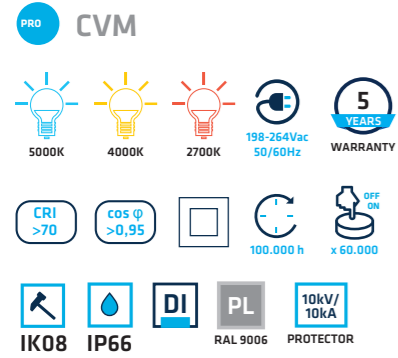 PRO CVM
5000K 4000K 2700K
198-264Vac
50/60Hz
5
YEARS
WARRANTY
CRI
>70
cos φ
>0,95
100.000 h
OFF
ON
x 60.000
IK08
IP66
DI
PL
RAL 9006
10kV/
10kA
PROTECTOR